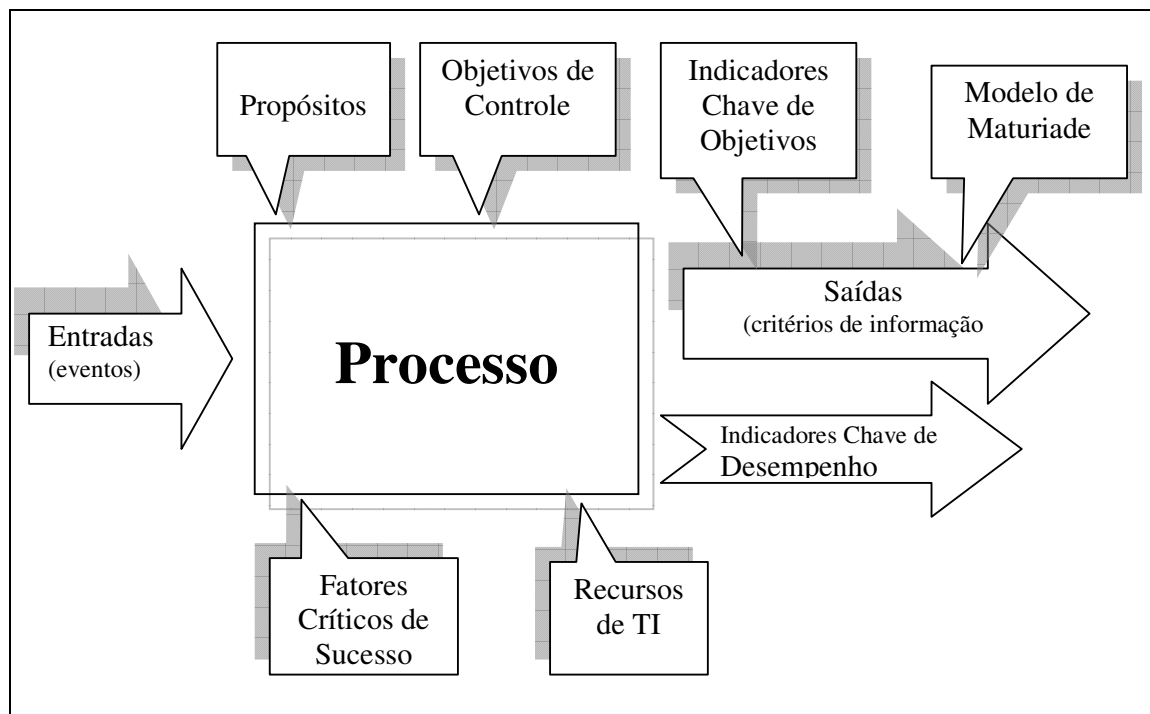 Propósitos
Objetivos de
Controle
Indicadores
Chave de
Objetivos
Modelo de
Maturiade
Entradas
(eventos)
Processo
Saídas
(critérios de informação
Indicadores Chave de
Desempenho
Fatores
Críticos de
Sucesso
Recursos
de TI